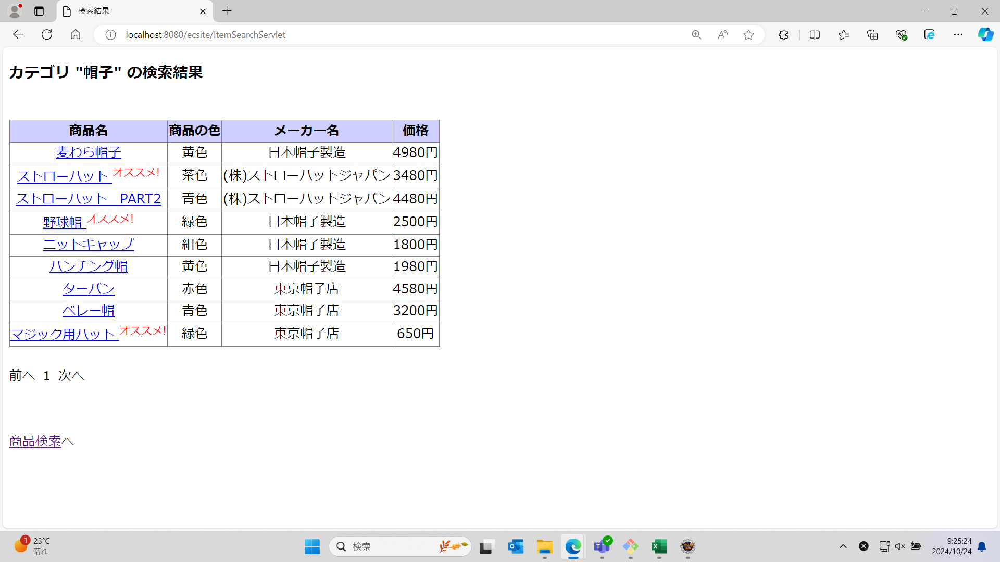 検索結果
localhost:8080/ecsite/ItemSearchServlet
カテゴリ "帽子" の検索結果
商品名 商品の色 メーカー名 価格
麦わら帽子 黄色 日本帽子製造 4980円
ストローハット オススメ! 茶色 (株)ストローハットジャパン 3480円
ストローハット　PART2 青色 (株)ストローハットジャパン 4480円
野球帽 オススメ! 緑色 日本帽子製造 2500円
ニットキャップ 紺色 日本帽子製造 1800円
ハンチング帽 黄色 日本帽子製造 1980円
ターバン 赤色 東京帽子店 4580円
ベレー帽 青色 東京帽子店 3200円
マジック用ハット オススメ! 緑色 東京帽子店 650円
前へ 1 次へ
商品検索へ
1 23°C
晴れ
検索
9:25:24
2024/10/24